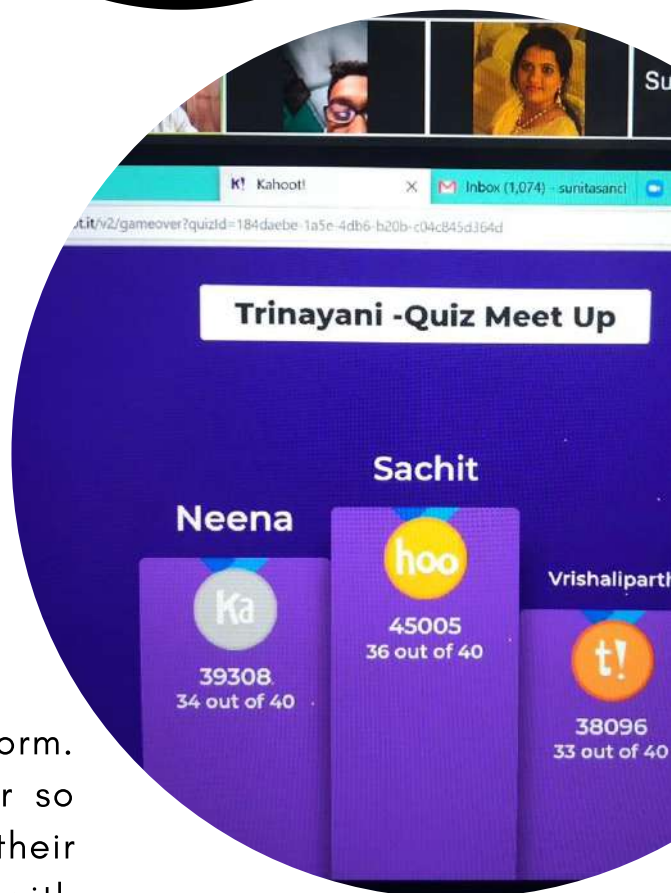 Su
K! Kahoot!
Inbox (1,074) - sunitasancl
t.it/v2/gameover?quizId=184daebe-1a5e-4db6-b20b-c04c845d364d
Trinayani -Quiz Meet Up
Sachit
Neena
Vrishalipartl
hoo
Ka
t!
45005
36 out of 40
39308
34 out of 40
38096
33 out of 40
orm.
r so
their